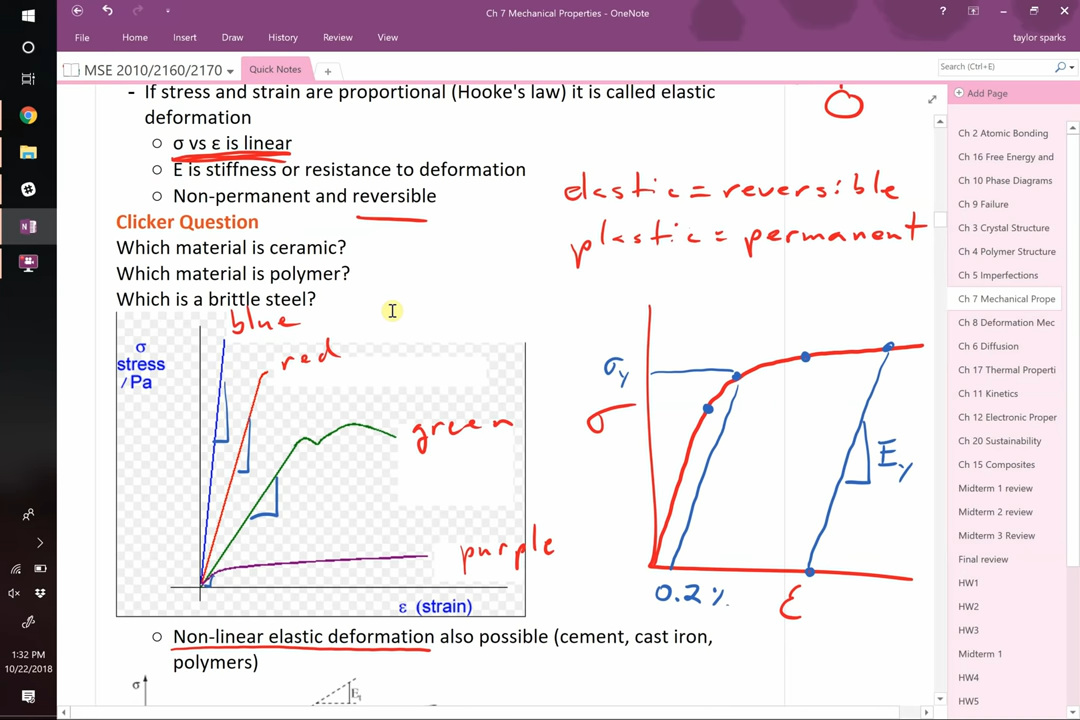 Ch 7 Mechanical Properties - OneNote
?
File Home Insert Draw History Review View
taylor sparks
MSE 2010/2160/2170
Quick Notes
+
Search (Ctrl+E)
- If stress and strain are proportional (Hooke's law) it is called elastic
deformation
σ vs ε is linear
E is stiffness or resistance to deformation
Non-permanent and reversible
elastic = reversible
plastic = permanent
Clicker Question
Which material is ceramic?
Which material is polymer?
Which is a brittle steel?
σ
stress
/ Pa
blue
red
green
purple
ε (strain)
σy
σ
Ey
0.2 %
ε
Non-linear elastic deformation also possible (cement, cast iron,
polymers)
σ
E
Add Page
Ch 2 Atomic Bonding
Ch 16 Free Energy and
Ch 10 Phase Diagrams
Ch 9 Failure
Ch 3 Crystal Structure
Ch 4 Polymer Structure
Ch 5 Imperfections
Ch 7 Mechanical Prope
Ch 8 Deformation Mec
Ch 6 Diffusion
Ch 17 Thermal Properti
Ch 11 Kinetics
Ch 12 Electronic Proper
Ch 20 Sustainability
Ch 15 Composites
Midterm 1 review
Midterm 2 review
Midterm 3 Review
Final review
HW1
HW2
HW3
Midterm 1
HW4
HW5
1:32 PM
10/22/2018